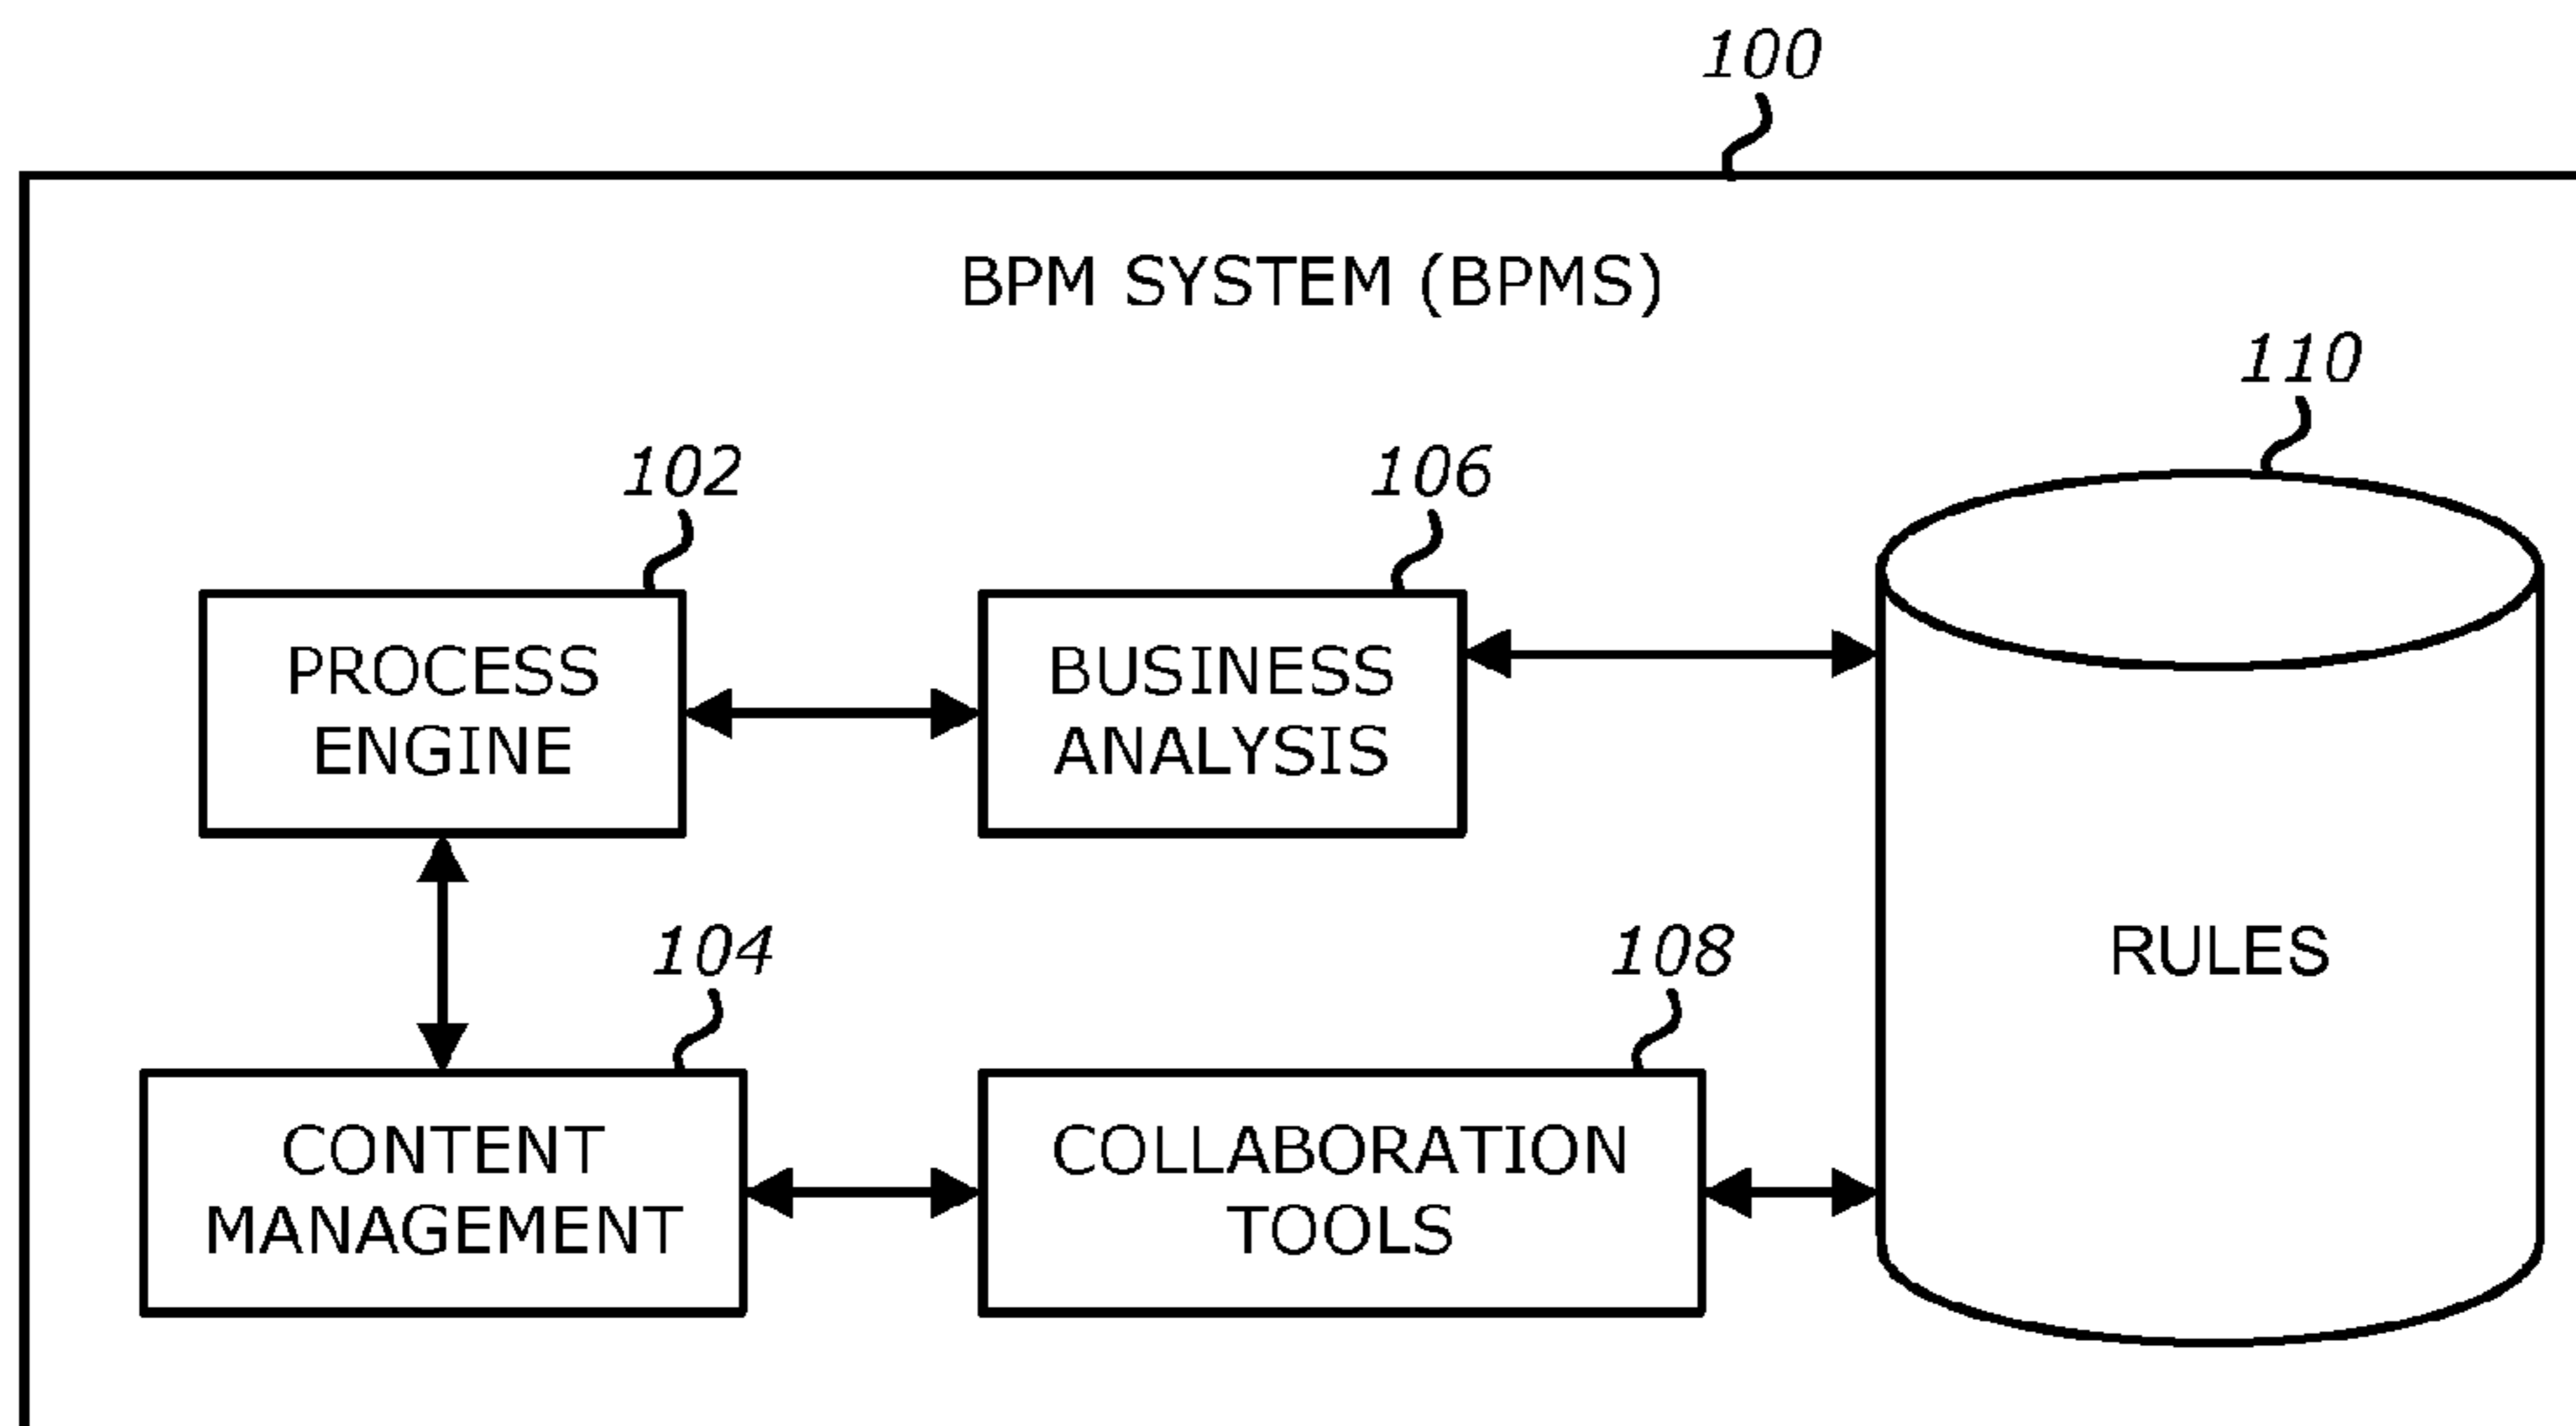 100
BPM SYSTEM (BPMS)
110
102
106
PROCESS
ENGINE
BUSINESS
ANALYSIS
104
108
RULES
CONTENT
MANAGEMENT
COLLABORATION
TOOLS